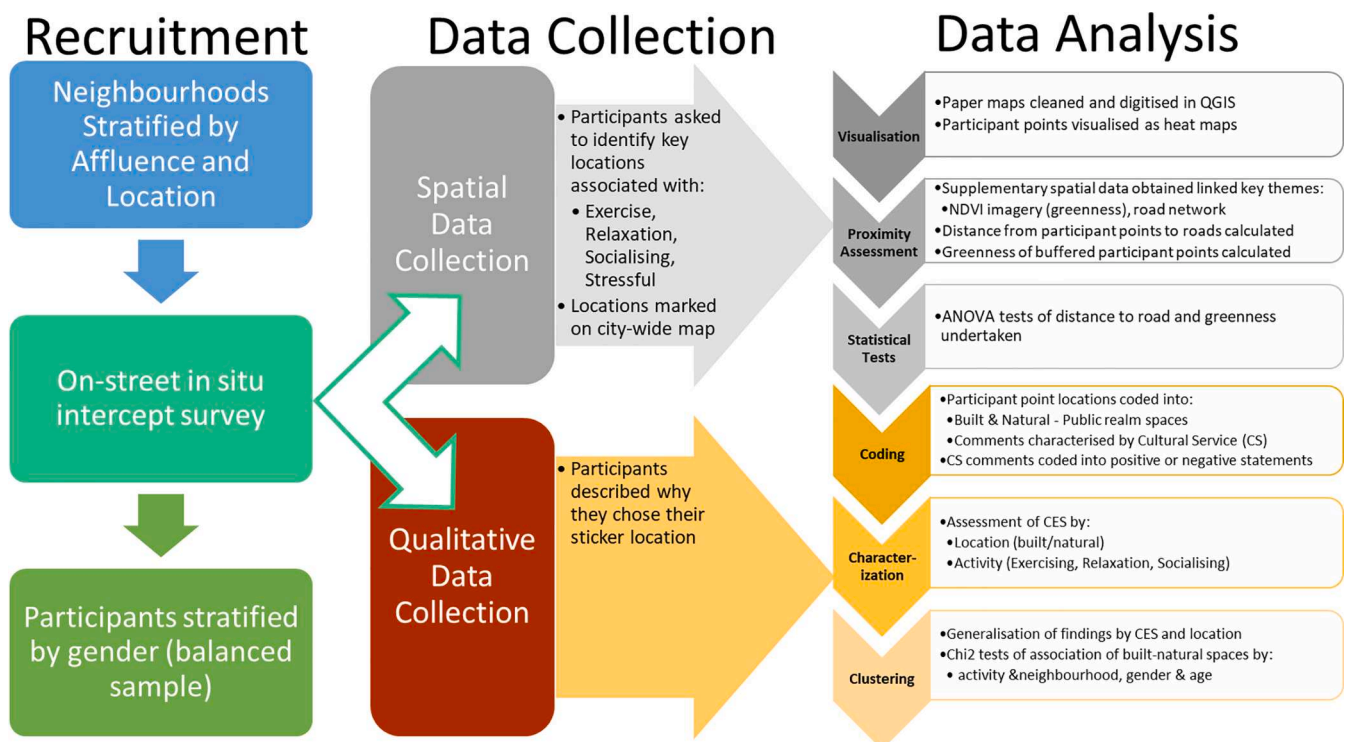 Recruitment
Neighbourhoods
Stratified by
Affluence and
Location
On-street in situ
intercept survey
Participants stratified
by gender (balanced
sample)
Data Collection
Spatial
Data
Collection
• Participants asked
to identify key
locations
associated with:
• Exercise,
Relaxation,
Socialising,
Stressful
• Locations marked
on city-wide map
Qualitative
Data
Collection
• Participants
described why
they chose their
sticker location
Data Analysis
Visualisation
•Paper maps cleaned and digitised in QGIS
•Participant points visualised as heat maps
Proximity
Assessment
•Supplementary spatial data obtained linked key themes:
•NDVI imagery (greenness), road network
•Distance from participant points to roads calculated
•Greenness of buffered participant points calculated
Statistical
Tests
•ANOVA tests of distance to road and greenness
undertaken
Coding
•Participant point locations coded into:
•Built & Natural - Public realm spaces
•Comments characterised by Cultural Service (CS)
•CS comments coded into positive or negative statements
Character-
ization
•Assessment of CES by:
•Location (built/natural)
•Activity (Exercising, Relaxation, Socialising)
Clustering
•Generalisation of findings by CES and location
•Chi2 tests of association of built-natural spaces by:
• activity &neighbourhood, gender & age